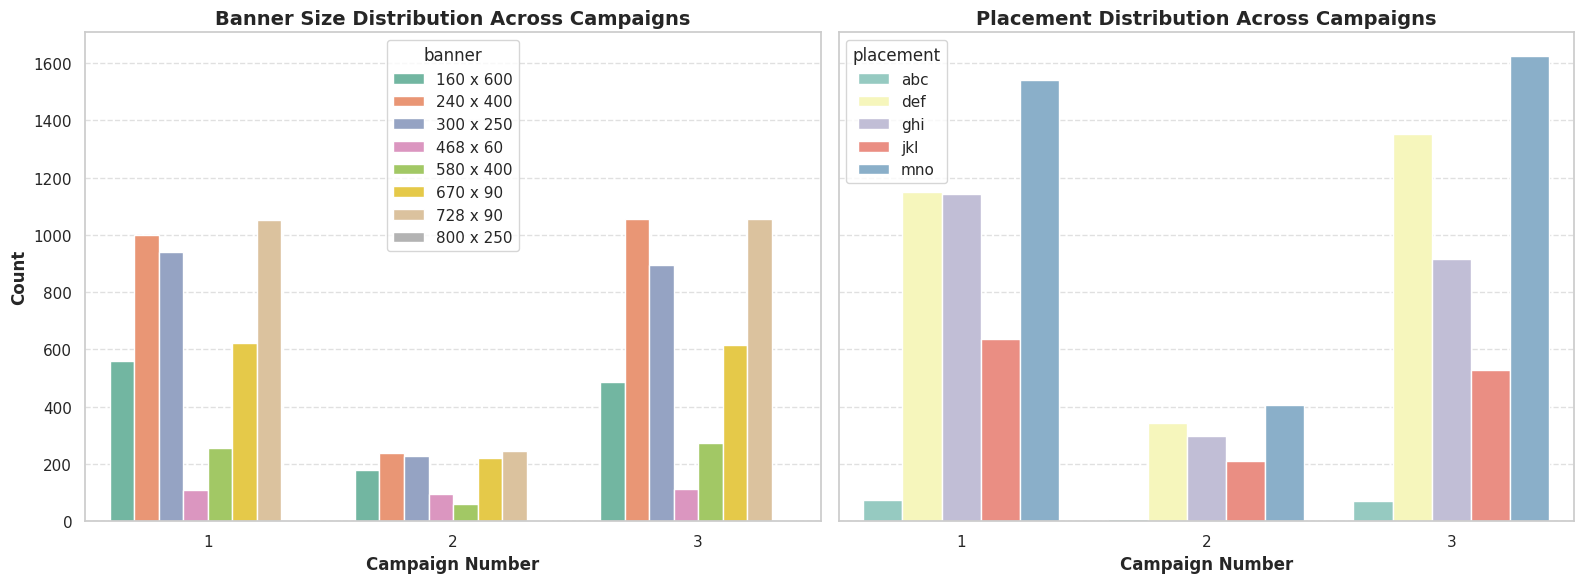 Banner Size Distribution Across Campaigns
banner
160 x 600
240 x 400
300 x 250
468 x 60
580 x 400
670 x 90
728 x 90
800 x 250
Count
1600
1400
1200
1000
800
600
400
200
0
1 2 3
Campaign Number
Placement Distribution Across Campaigns
placement
abc
def
ghi
jkl
mno
1 2 3
Campaign Number